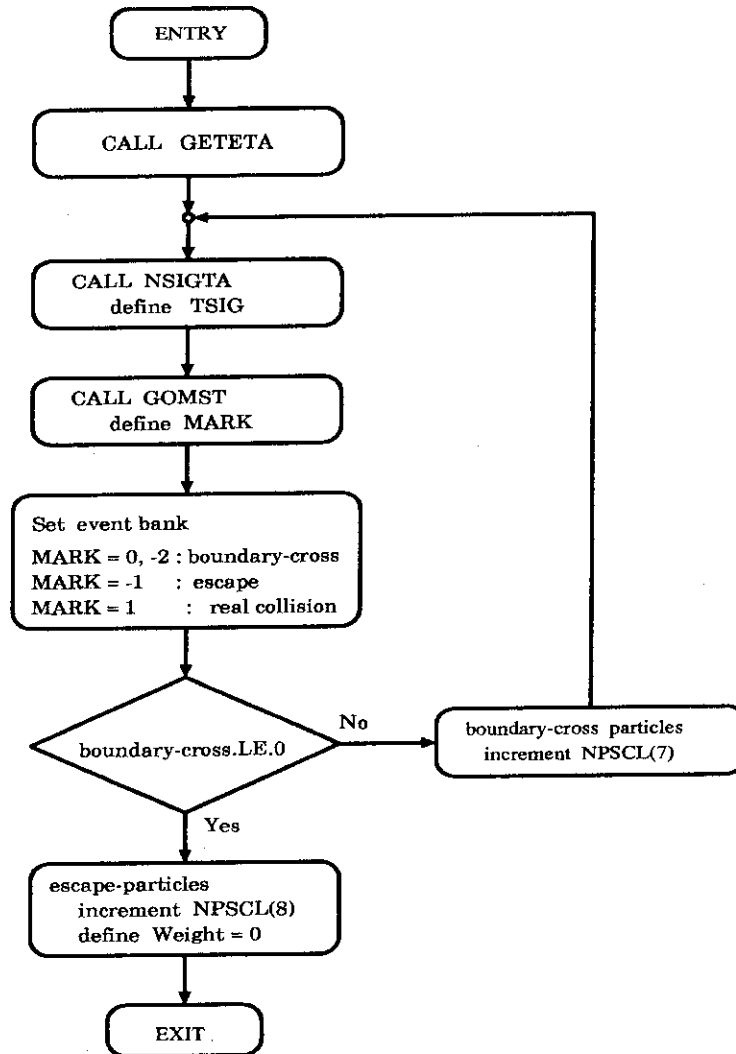 ENTRY
CALL GETETA
CALL NSIGTA
define TSIG
CALL GOMST
define MARK
Set event bank
MARK = 0, -2 : boundary-cross
MARK = -1 : escape
MARK = 1 : real collision
boundary-cross.LE.0
No
boundary-cross particles
increment NPSCL(7)
Yes
escape-particles
increment NPSCL(8)
define Weight = 0
EXIT